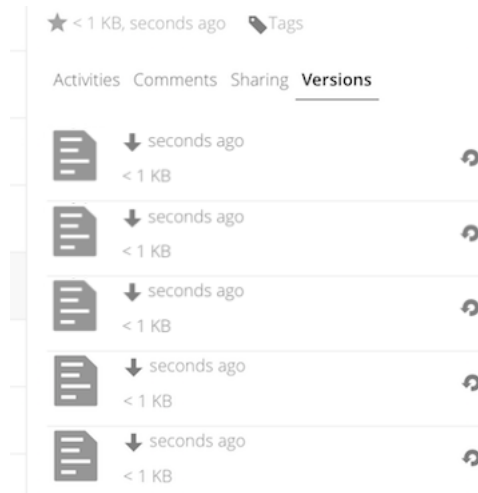 < 1 KB, seconds ago Tags
Activities Comments Sharing Versions
seconds ago
< 1 KB
seconds ago
< 1 KB
seconds ago
< 1 KB
seconds ago
< 1 KB
seconds ago
< 1 KB